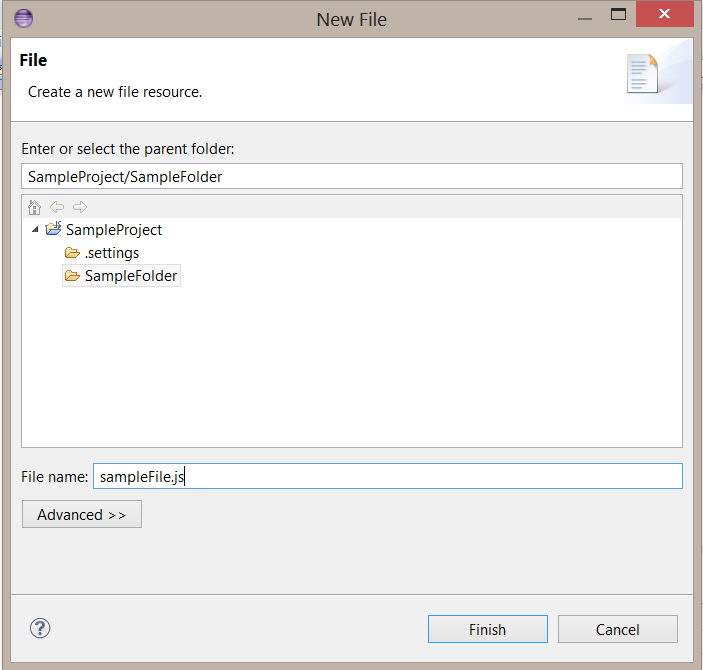 New File
File
Create a new file resource.
Enter or select the parent folder:
SampleProject/SampleFolder
SampleProject
.settings
SampleFolder
File name: sampleFile.js
Advanced >>
Finish Cancel